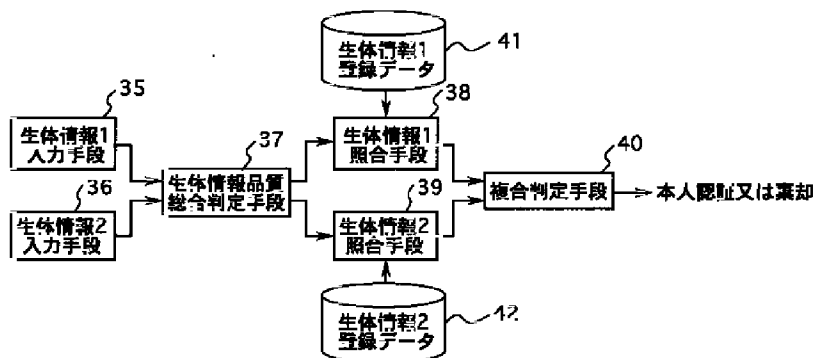 生体情報1
登録データ
41
35
生体情報1
入力手段
37
生体情報1
照合手段
38
36
生体情報2
入力手段
生体情報品質
総合判定手段
39
生体情報2
照合手段
40
複合判定手段
本人認証又は棄却
生体情報2
登録データ
42